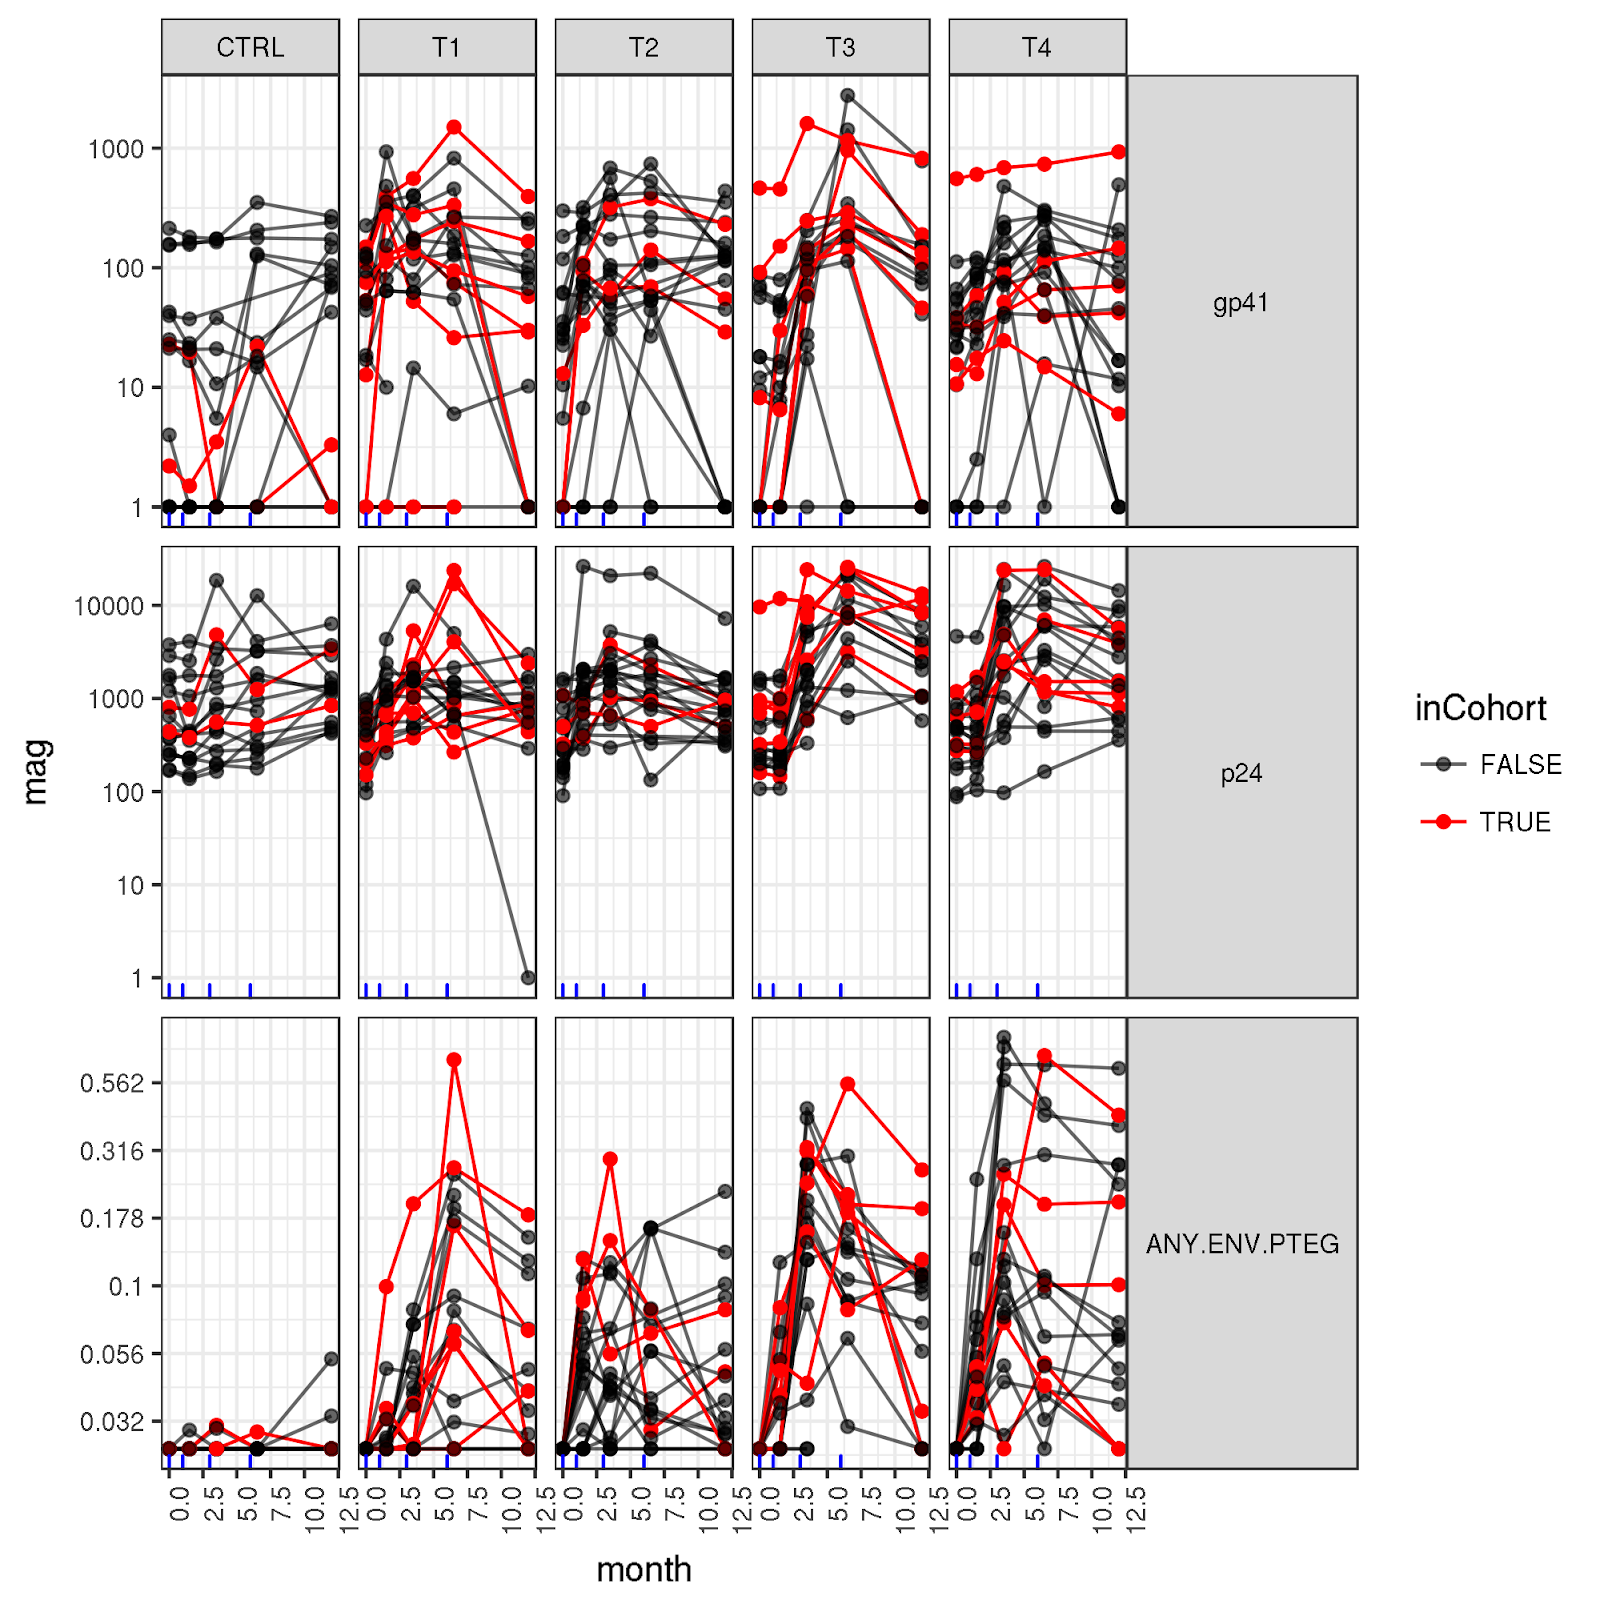 CTRL T1 T2 T3 T4
1000
100
10
1
gp41
10000
1000
100
10
1
p24
0.562
0.316
0.178
0.1
0.056
0.032
ANY.ENV.PTEG
mag
0.0 2.5 5.0 7.5 10.0 12.5 0.0 2.5 5.0 7.5 10.0 12.5 0.0 2.5 5.0 7.5 10.0 12.5 0.0 2.5 5.0 7.5 10.0 12.5 0.0 2.5 5.0 7.5 10.0 12.5
month
inCohort
FALSE
TRUE